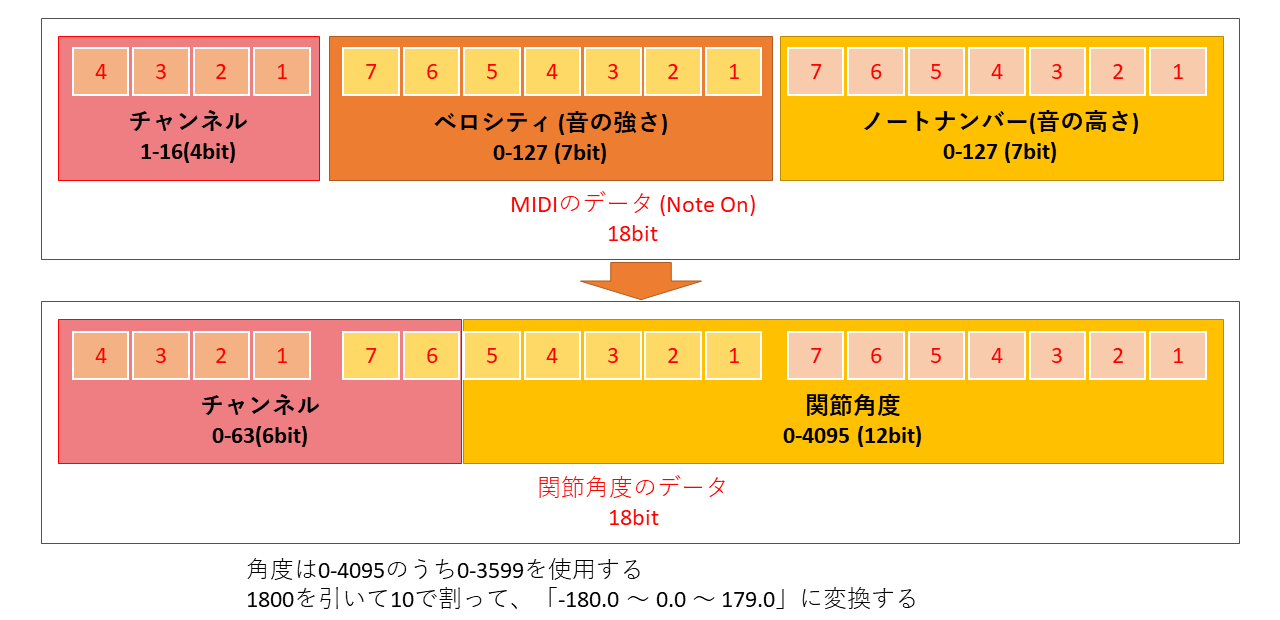 4 3 2 1 7 6 5 4 3 2 1 7 6 5 4 3 2 1
チャンネル ベロシティ (音の強さ) ノートナンバー(音の高さ)
1-16(4bit) 0-127 (7bit) 0-127 (7bit)
MIDIのデータ (Note On)
18bit
4 3 2 1 7 6 5 4 3 2 1 7 6 5 4 3 2 1
チャンネル 関節角度
0-63(6bit) 0-4095 (12bit)
関節角度のデータ
18bit
角度は0-4095のうち0-3599を使用する
1800を引いて10で割って、「-180.0 ～ 0.0 ～ 179.0」に変換する